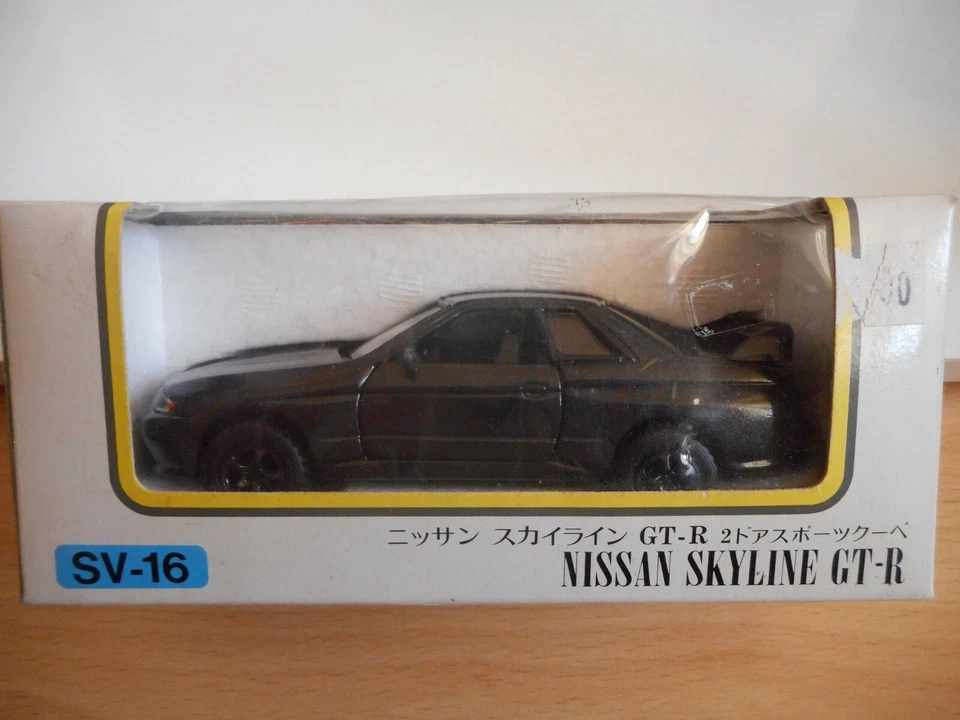 00
ニッサン スカイライン GT-R 2ドアスポーツクーペ
SV-16
NISSAN SKYLINE GT-R